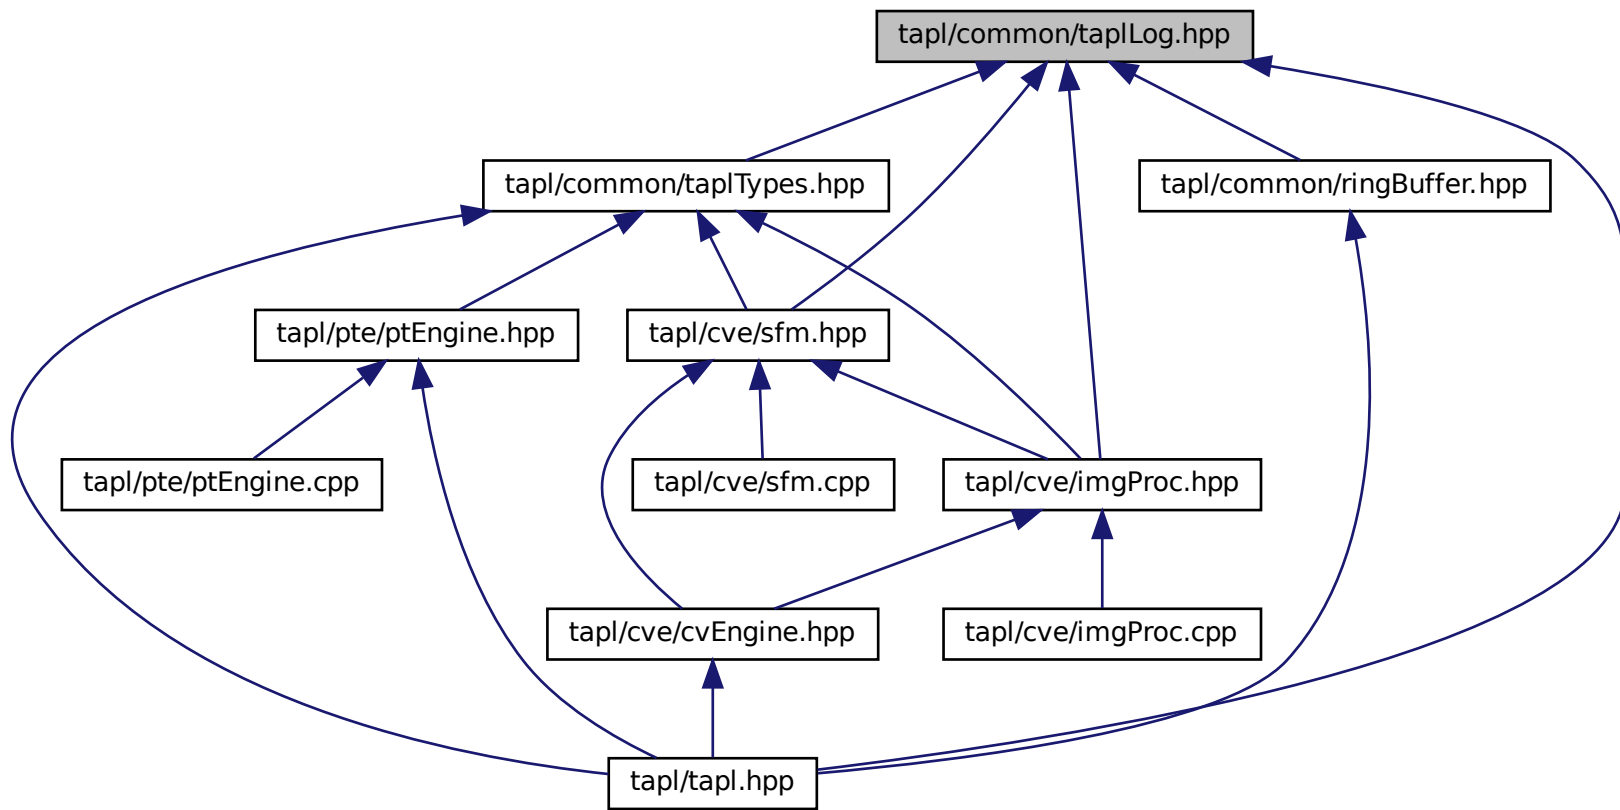 tapl/common/taplLog.hpp
tapl/common/taplTypes.hpp
tapl/common/ringBuffer.hpp
tapl/pte/ptEngine.hpp
tapl/cve/sfm.hpp
tapl/pte/ptEngine.cpp
tapl/cve/sfm.cpp
tapl/cve/imgProc.hpp
tapl/cve/cvEngine.hpp
tapl/cve/imgProc.cpp
tapl/tapl.hpp